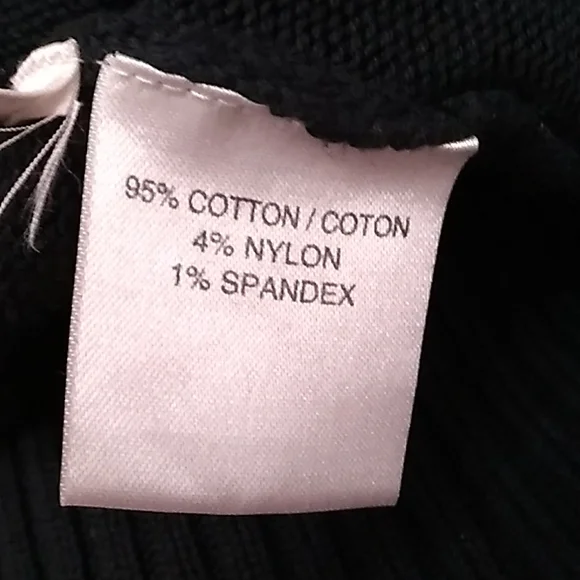 95% COTTON / COTON
4% NYLON
1% SPANDEX